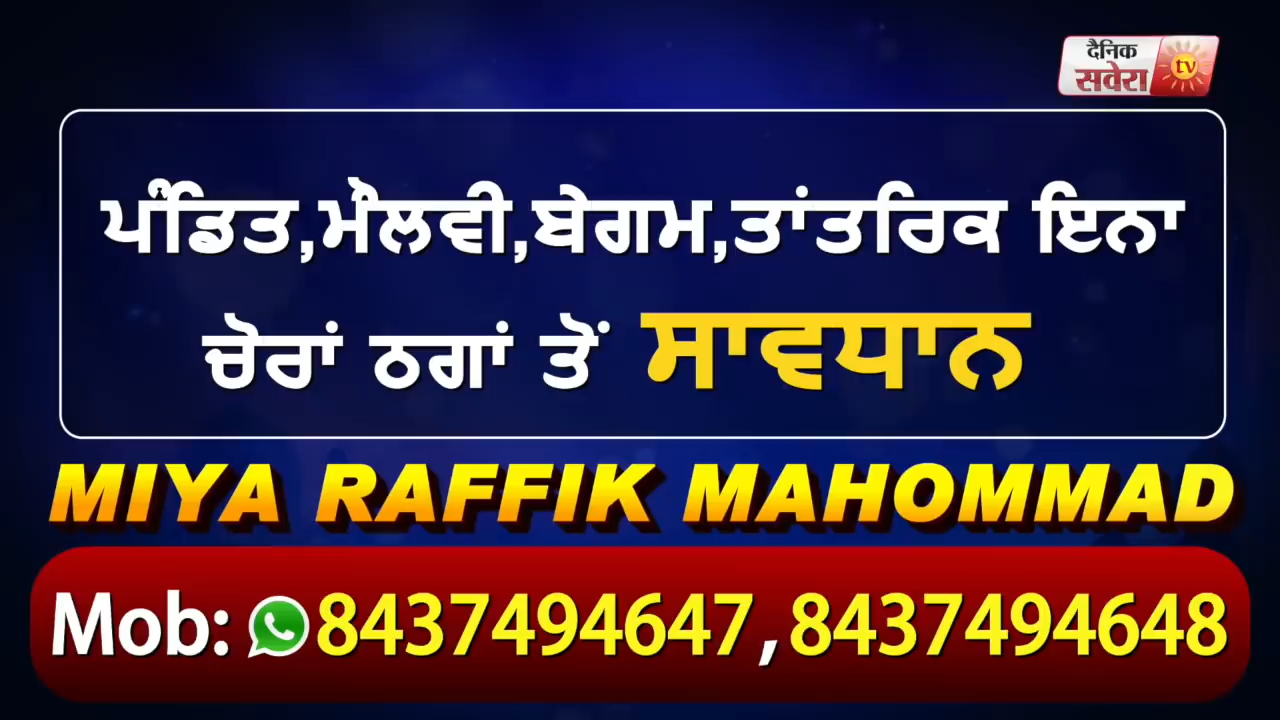 दैनिक
सवेरा tv
ਪੰਡਿਤ,ਮੌਲਵੀ,ਬੇਗਮ,ਤਾਂਤਰਿਕ ਇਨਾ
ਚੋਰਾਂ ਠਗਾਂ ਤੋਂ ਸਾਵਧਾਨ
MIYA RAFFIK MAHOMMAD
Mob: 8437494647, 8437494648